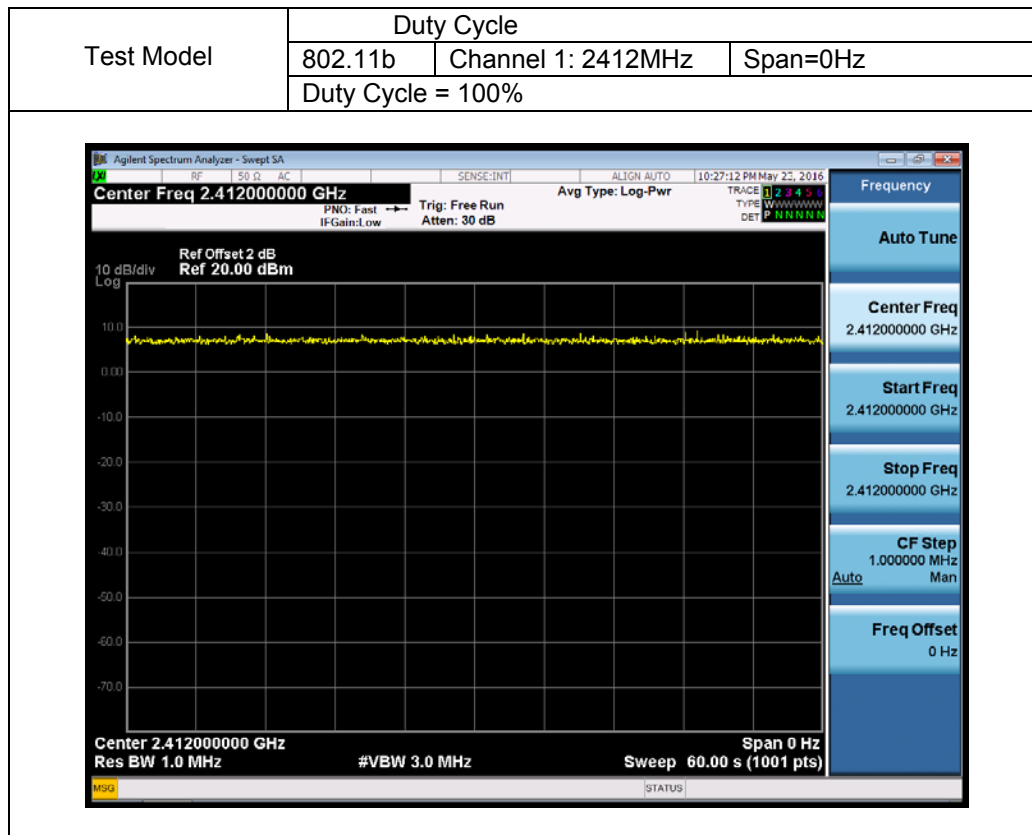 Test Model
Duty Cycle
802.11b Channel 1: 2412MHz Span=0Hz
Duty Cycle = 100%
Agilent Spectrum Analyzer - Swept SA
RF 50 Ω AC SENSE:INT ALIGN AUTO 10:27:12 PM May 23, 2016
Center Freq 2.412000000 GHz
PNO: Fast
IFGain:Low
Trig: Free Run
Atten: 30 dB
Avg Type: Log-Pwr
TRACE 1 2 3 4 5 6
TYPE WWWWWW
DET P N N N N N
Ref Offset 2 dB
10 dB/div Ref 20.00 dBm
Log
10.0
0.00
-10.0
-20.0
-30.0
-40.0
-50.0
-60.0
-70.0
Center 2.412000000 GHz Span 0 Hz
Res BW 1.0 MHz #VBW 3.0 MHz Sweep 60.00 s (1001 pts)
MSG STATUS
Frequency
Auto Tune
Center Freq
2.412000000 GHz
Start Freq
2.412000000 GHz
Stop Freq
2.412000000 GHz
CF Step
1.000000 MHz
Auto Man
Freq Offset
0 Hz